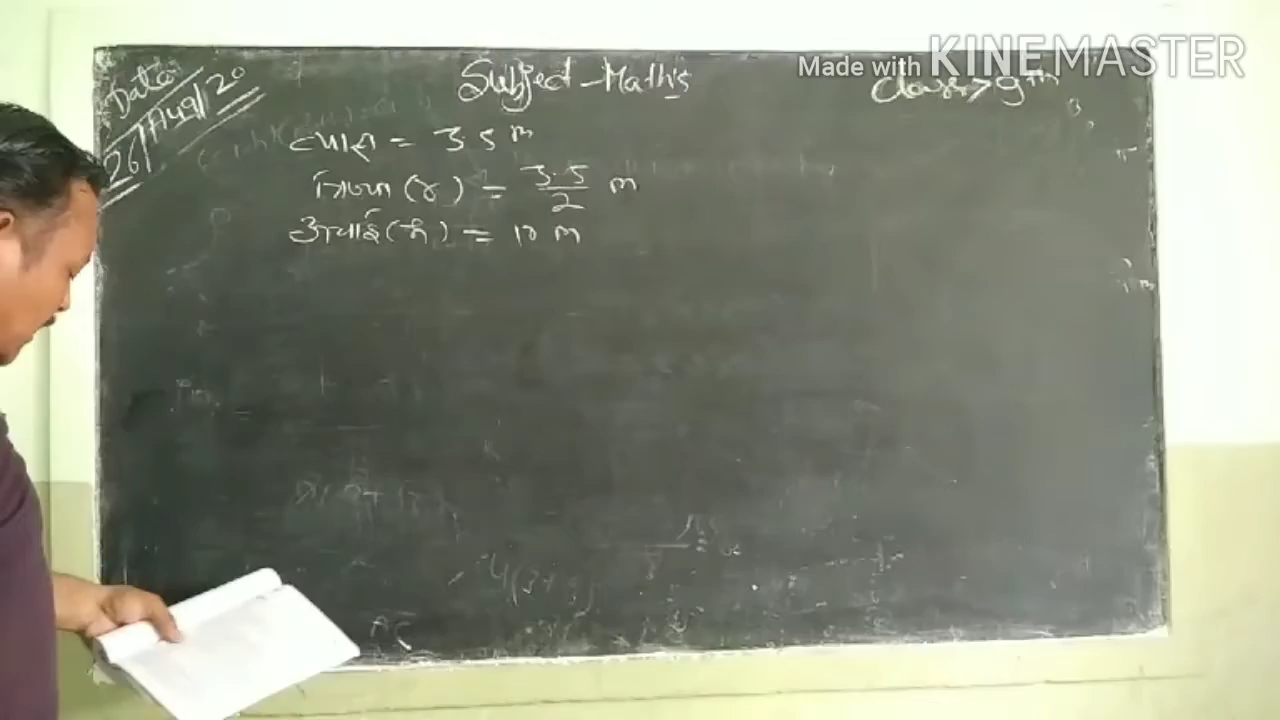 Made with KINEMASTER
Date
26/Aug/20
Subject - Maths
Class > 9th
व्यास = 3.5 m
त्रिज्या (r) = 3.5/2 m
ऊंचाई (h) = 10 m